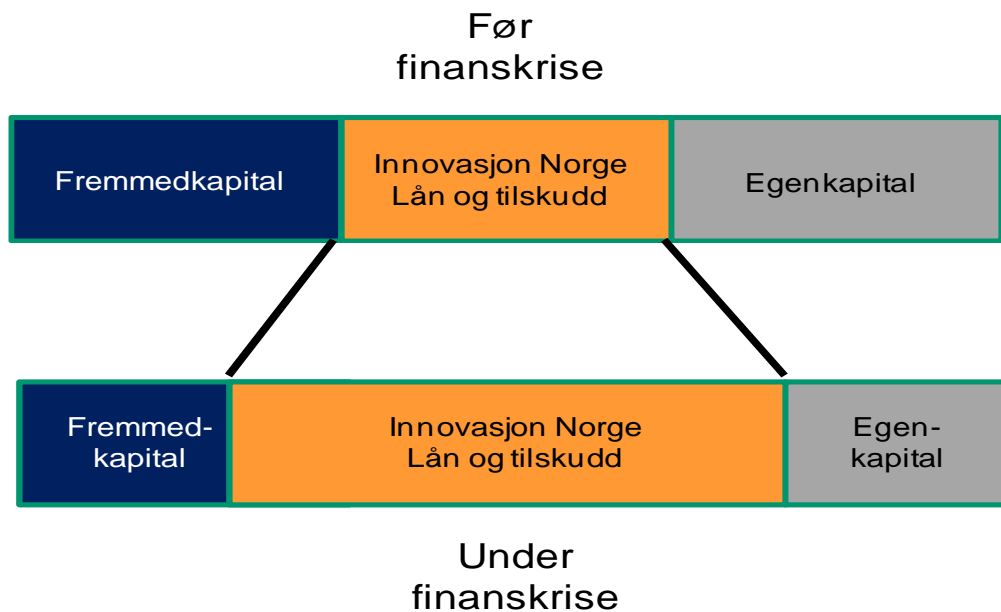 Før
finanskrise
Fremmedkapital
Innovasjon Norge
Lån og tilskudd
Egenkapital
Fremmed-
kapital
Innovasjon Norge
Lån og tilskudd
Egen-
kapital
Under
finanskrise